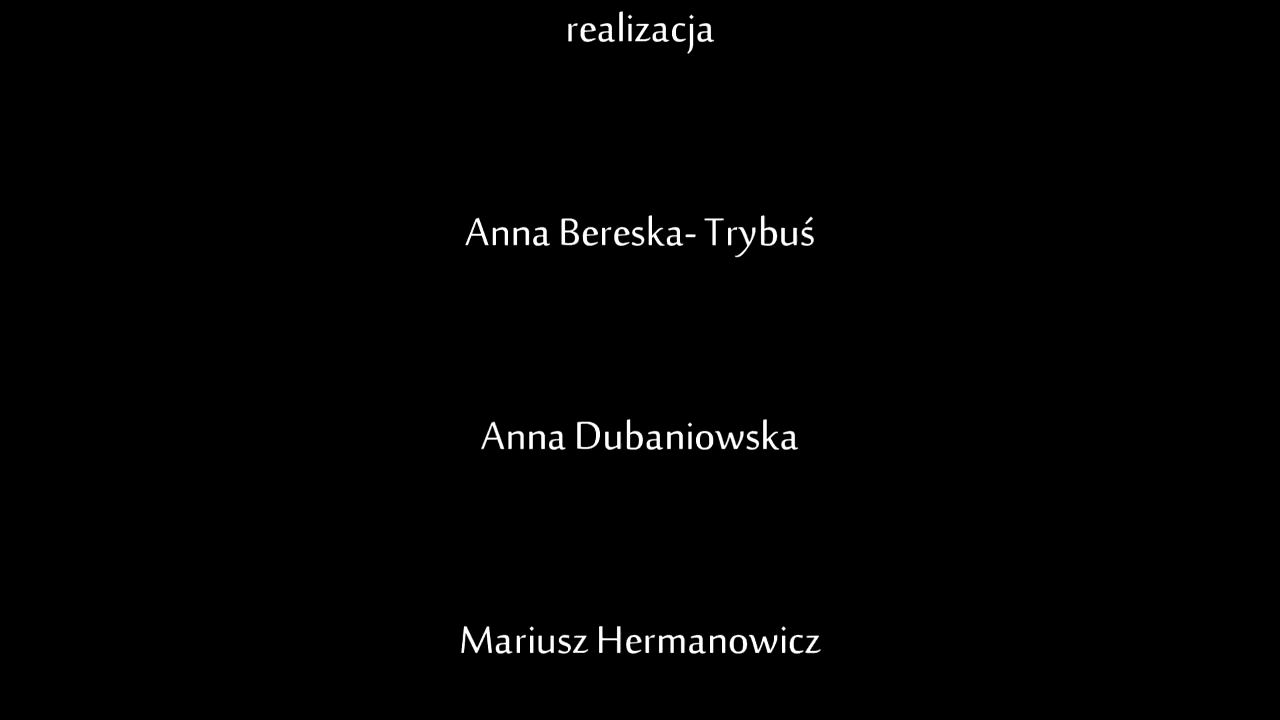 realizacja
Anna Bereska- Trybuś
Anna Dubaniowska
Mariusz Hermanowicz